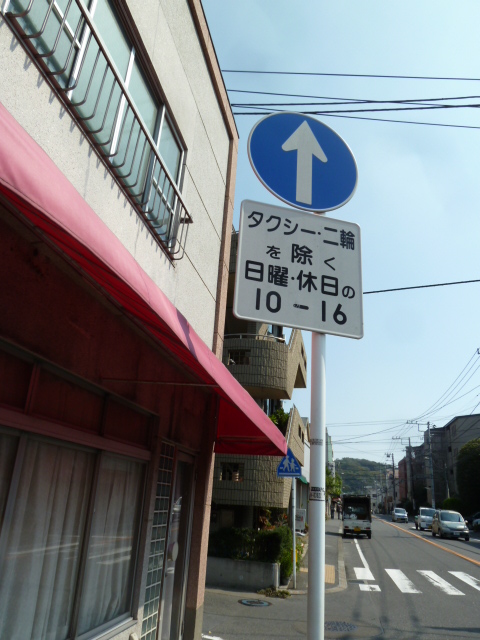 タクシー・二輪
を除く
日曜・休日の
10-16